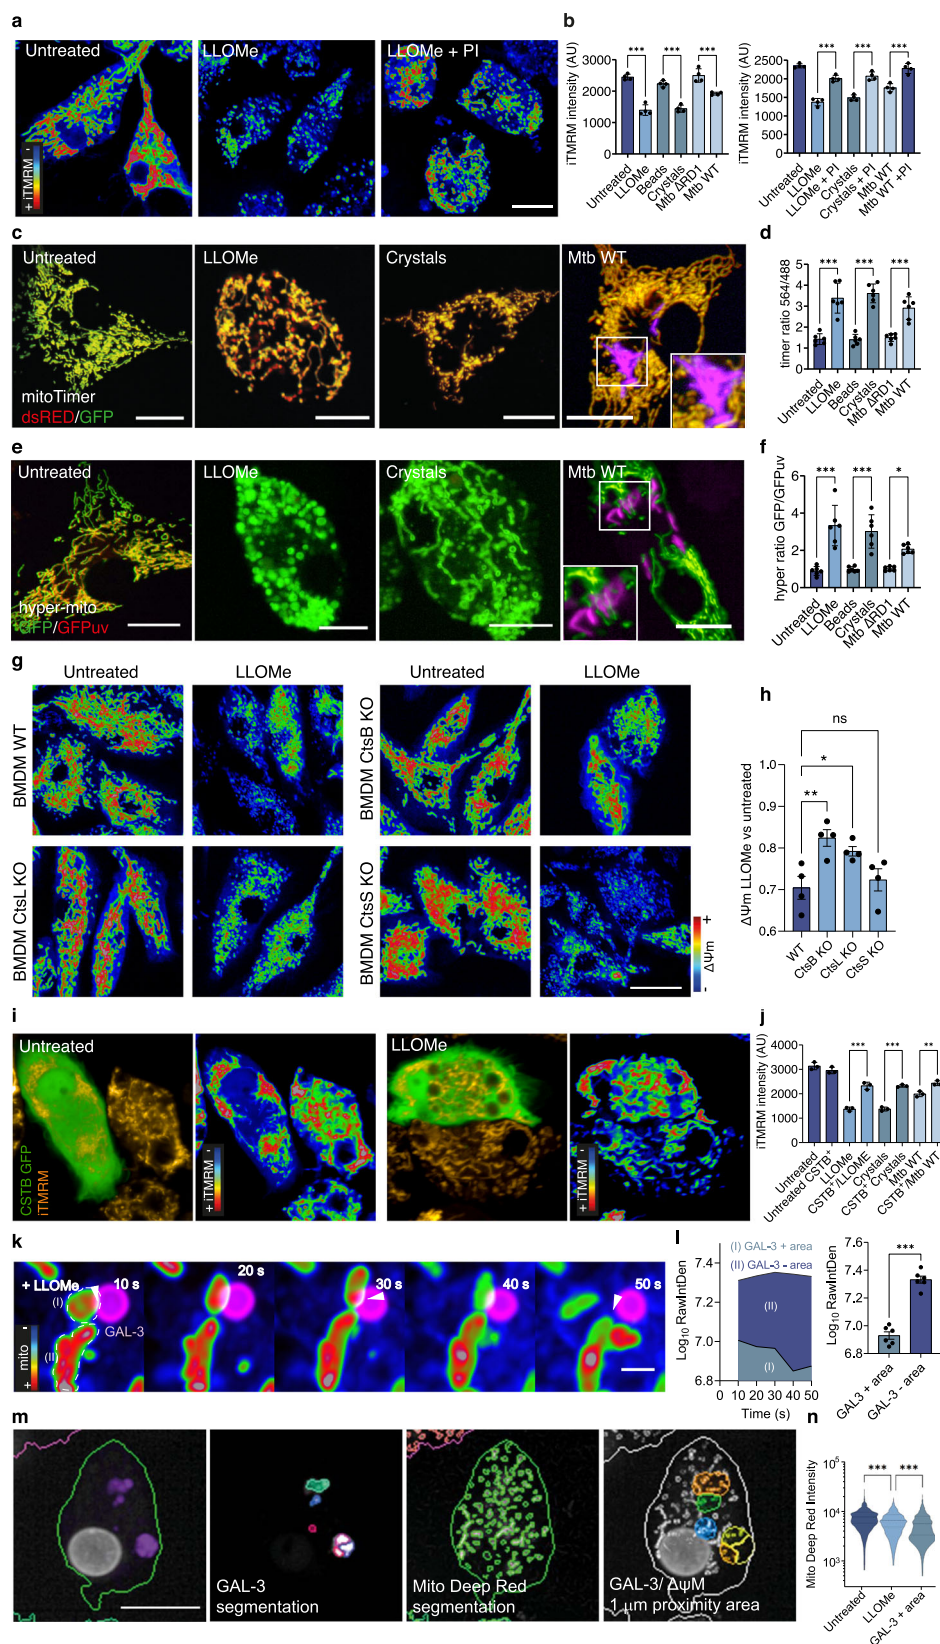 a
Untreated
LLOMe
LLOMe + PI
+ iTMRM -
b
iTMRM intensity (AU)
3000
2000
1000
0
***
***
***
Untreated
LLOMe
Beads
Crystals
Mtb ΔRD1
Mtb WT
iTMRM intensity (AU)
2500
2000
1500
1000
500
0
***
***
***
Untreated
LLOMe
LLOMe + PI
Crystals
Crystals + PI
Mtb WT
Mtb WT +PI
c
Untreated
mitoTimer
dsRED/GFP
LLOMe
Crystals
Mtb WT
d
timer ratio 564/488
5
4
3
2
1
0
***
***
***
Untreated
LLOMe
Beads
Crystals
Mtb ΔRD1
Mtb WT
e
Untreated
hyper-mito
GFP/GFPuv
LLOMe
Crystals
Mtb WT
f
hyper ratio GFP/GFPuv
6
4
2
0
***
***
*
Untreated
LLOMe
Beads
Crystals
Mtb ΔRD1
Mtb WT
g
Untreated
LLOMe
Untreated
LLOMe
BMDM WT
BMDM CtsB KO
BMDM CtsL KO
BMDM CtsS KO
- ΔΨm +
h
ΔΨm LLOMe vs untreated
1.0
0.9
0.8
0.7
0.6
ns
*
**
WT
CtsB KO
CtsL KO
CtsS KO
i
Untreated
CSTB GFP
iTMRM
+ iTMRM -
LLOMe
+ iTMRM -
j
iTMRM intensity (AU)
4000
3000
2000
1000
0
***
***
**
Untreated
Untreated CSTB+
LLOMe
CSTB+/LLOME
Crystals
CSTB+ Crystals
Mtb WT
CSTB+/Mtb WT
k
+ LLOMe
10 s
20 s
30 s
40 s
50 s
(I)
GAL-3
(II)
+ mito -
l
(I) GAL-3 + area
(II) GAL-3 - area
Log10 RawIntDen
7.4
7.2
7.0
6.8
(II)
(I)
0 10 20 30 40 50
Time (s)
Log10 RawIntDen
7.6
7.4
7.2
7.0
6.8
***
GAL3 + area
GAL-3 - area
m
GAL-3
segmentation
Mito Deep Red
segmentation
GAL-3/ ΔψM
1 µm proximity area
n
Mito Deep Red Intensity
10^5
10^4
10^3
***
***
Untreated
LLOMe
GAL-3 + area